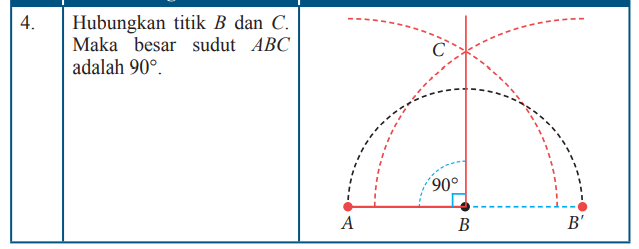 4.
Hubungkan titik B dan C.
Maka besar sudut ABC
adalah 90°.
C
90°
A
B
B′